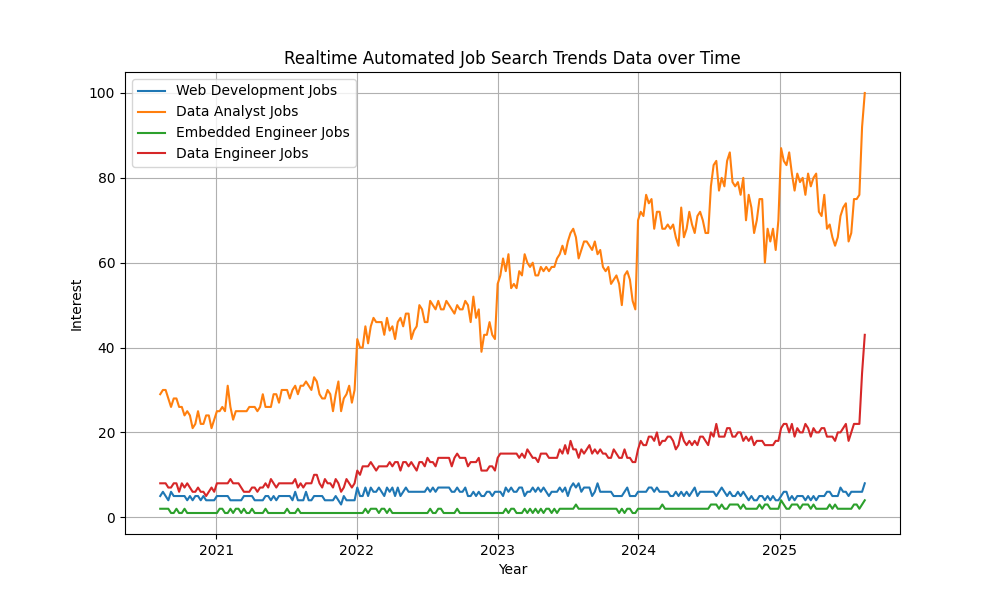 Realtime Automated Job Search Trends Data over Time
Web Development Jobs
Data Analyst Jobs
Embedded Engineer Jobs
Data Engineer Jobs
100
80
60
40
20
0
Interest
2021 2022 2023 2024 2025
Year